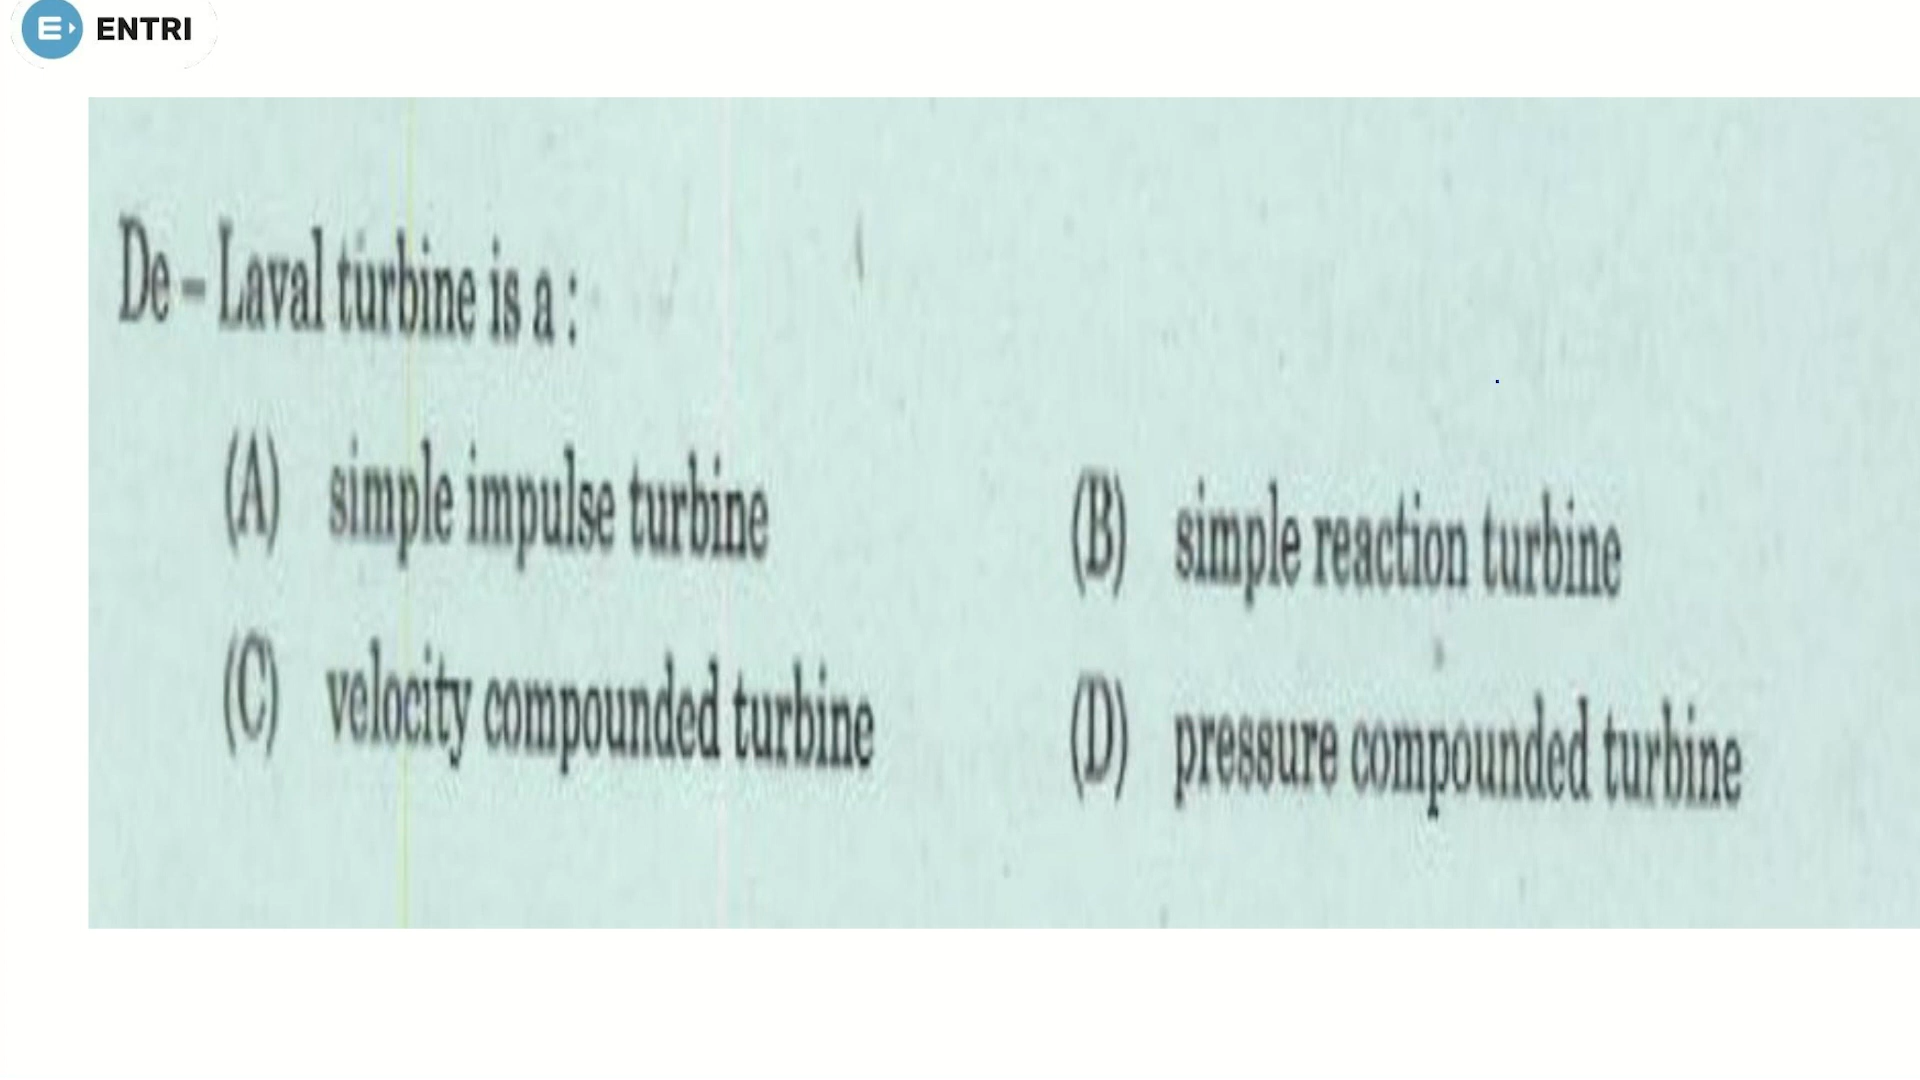 ENTRI
De – Laval turbine is a :
(A) simple impulse turbine (B) simple reaction turbine
(C) velocity compounded turbine (D) pressure compounded turbine